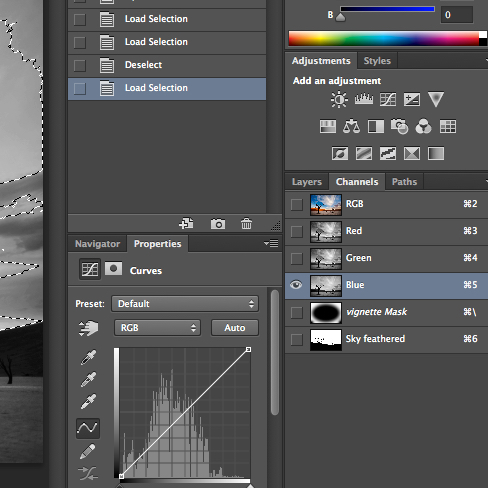 Load Selection
Load Selection
Deselect
Load Selection
Navigator Properties
Curves
Preset: Default
RGB Auto
B 0
Adjustments Styles
Add an adjustment
Layers Channels Paths
RGB ⌘2
Red ⌘3
Green ⌘4
Blue ⌘5
vignette Mask ⌘\
Sky feathered ⌘6